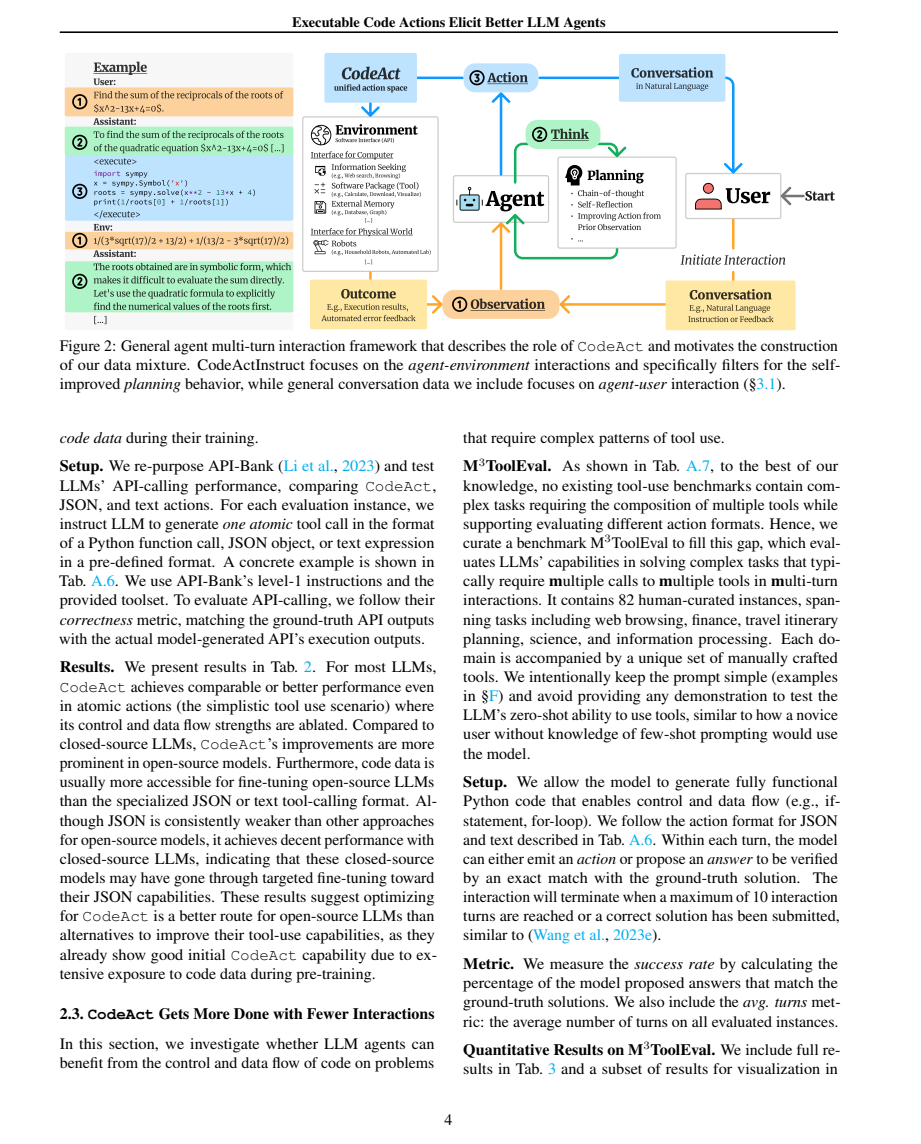 Executable Code Actions Elicit Better LLM Agents
Example
User:
① Find the sum of the reciprocals of the roots of
$x^2-13x+4=0$.
Assistant:
② To find the sum of the reciprocals of the roots
of the quadratic equation $x^2-13x+4=0$ [...]
<execute>
import sympy
x = sympy.Symbol('x')
③ roots = sympy.solve(x**2 - 13*x + 4)
print(1/roots[0] + 1/roots[1])
</execute>
Env:
① 1/(3*sqrt(17)/2 + 13/2) + 1/(13/2 - 3*sqrt(17)/2)
Assistant:
The roots obtained are in symbolic form, which
② makes it difficult to evaluate the sum directly.
Let's use the quadratic formula to explicitly
find the numerical values of the roots first.
[...]
CodeAct
unified action space
③ Action
Conversation
in Natural Language
Environment
Software Interface (API)
Interface for Computer
Information Seeking
(e.g., Web search, Browsing)
Software Package (Tool)
(e.g., Calculate, Download, Visualize)
External Memory
(e.g., Database, Graph)
[...]
Interface for Physical World
Robots
(e.g., Household Robots, Automated Lab)
[...]
② Think
Agent
Planning
· Chain-of-thought
· Self-Reflection
· Improving Action from
Prior Observation
· ...
User
Start
Initiate Interaction
Outcome
E.g., Execution results,
Automated error feedback
① Observation
Conversation
E.g., Natural Language
Instruction or Feedback
Figure 2: General agent multi-turn interaction framework that describes the role of CodeAct and motivates the construction
of our data mixture. CodeActInstruct focuses on the agent-environment interactions and specifically filters for the self-
improved planning behavior, while general conversation data we include focuses on agent-user interaction (§3.1).
code data during their training.
Setup. We re-purpose API-Bank (Li et al., 2023) and test
LLMs' API-calling performance, comparing CodeAct,
JSON, and text actions. For each evaluation instance, we
instruct LLM to generate one atomic tool call in the format
of a Python function call, JSON object, or text expression
in a pre-defined format. A concrete example is shown in
Tab. A.6. We use API-Bank's level-1 instructions and the
provided toolset. To evaluate API-calling, we follow their
correctness metric, matching the ground-truth API outputs
with the actual model-generated API's execution outputs.
Results. We present results in Tab. 2. For most LLMs,
CodeAct achieves comparable or better performance even
in atomic actions (the simplistic tool use scenario) where
its control and data flow strengths are ablated. Compared to
closed-source LLMs, CodeAct's improvements are more
prominent in open-source models. Furthermore, code data is
usually more accessible for fine-tuning open-source LLMs
than the specialized JSON or text tool-calling format. Al-
though JSON is consistently weaker than other approaches
for open-source models, it achieves decent performance with
closed-source LLMs, indicating that these closed-source
models may have gone through targeted fine-tuning toward
their JSON capabilities. These results suggest optimizing
for CodeAct is a better route for open-source LLMs than
alternatives to improve their tool-use capabilities, as they
already show good initial CodeAct capability due to ex-
tensive exposure to code data during pre-training.
2.3. CodeAct Gets More Done with Fewer Interactions
In this section, we investigate whether LLM agents can
benefit from the control and data flow of code on problems
that require complex patterns of tool use.
M³ToolEval. As shown in Tab. A.7, to the best of our
knowledge, no existing tool-use benchmarks contain com-
plex tasks requiring the composition of multiple tools while
supporting evaluating different action formats. Hence, we
curate a benchmark M³ToolEval to fill this gap, which eval-
uates LLMs' capabilities in solving complex tasks that typi-
cally require multiple calls to multiple tools in multi-turn
interactions. It contains 82 human-curated instances, span-
ning tasks including web browsing, finance, travel itinerary
planning, science, and information processing. Each do-
main is accompanied by a unique set of manually crafted
tools. We intentionally keep the prompt simple (examples
in §F) and avoid providing any demonstration to test the
LLM's zero-shot ability to use tools, similar to how a novice
user without knowledge of few-shot prompting would use
the model.
Setup. We allow the model to generate fully functional
Python code that enables control and data flow (e.g., if-
statement, for-loop). We follow the action format for JSON
and text described in Tab. A.6. Within each turn, the model
can either emit an action or propose an answer to be verified
by an exact match with the ground-truth solution. The
interaction will terminate when a maximum of 10 interaction
turns are reached or a correct solution has been submitted,
similar to (Wang et al., 2023e).
Metric. We measure the success rate by calculating the
percentage of the model proposed answers that match the
ground-truth solutions. We also include the avg. turns met-
ric: the average number of turns on all evaluated instances.
Quantitative Results on M³ToolEval. We include full re-
sults in Tab. 3 and a subset of results for visualization in
4